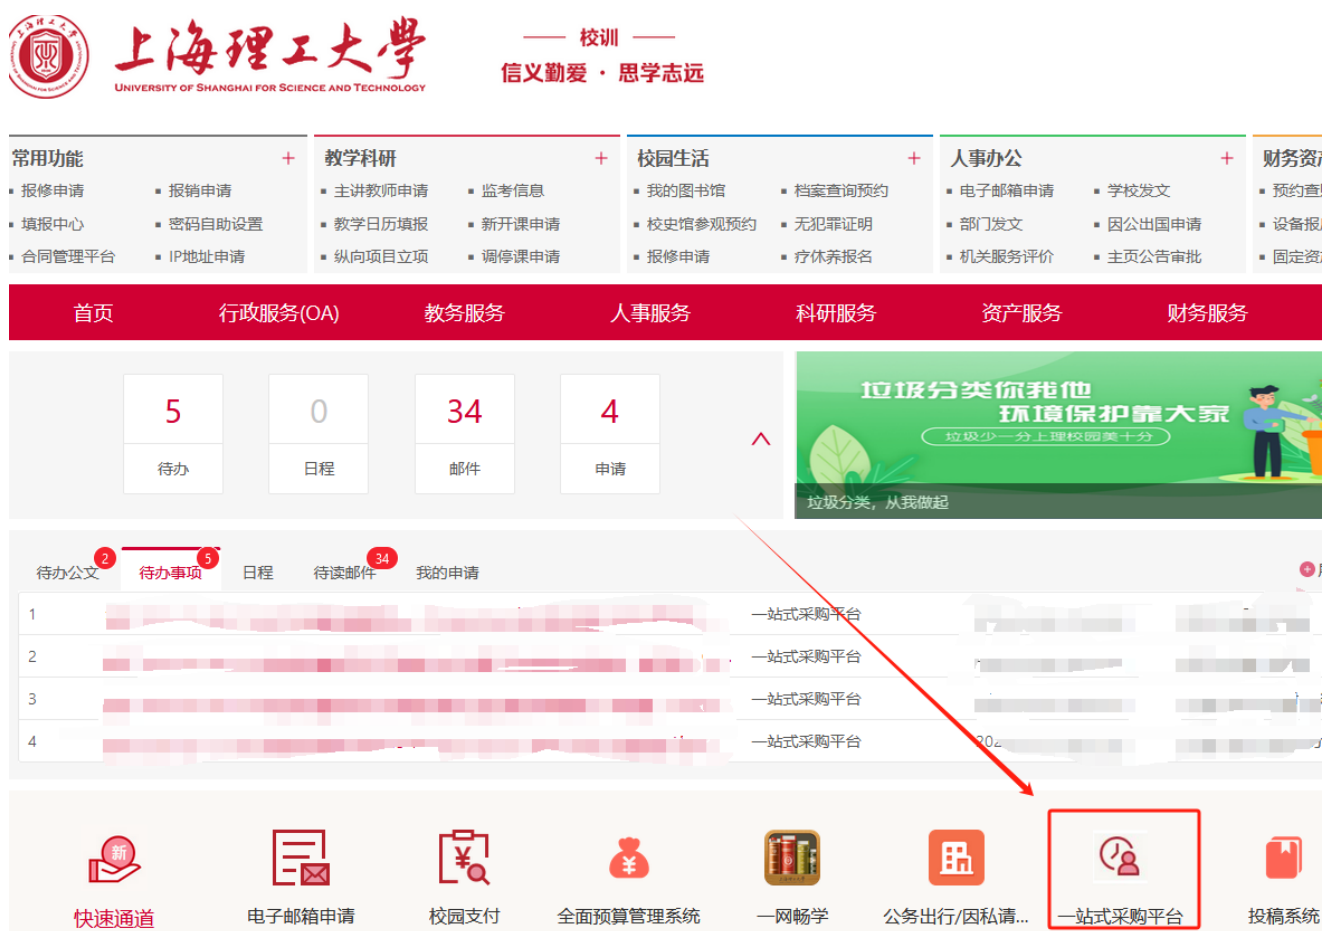 上海理工大學
UNIVERSITY OF SHANGHAI FOR SCIENCE AND TECHNOLOGY
校训
信义勤爱 · 思学志远
常用功能 +
报修申请 报销申请
填报中心 密码自助设置
合同管理平台 IP地址申请
教学科研 +
主讲教师申请 监考信息
教学日历填报 新开课申请
纵向项目立项 调停课申请
校园生活 +
我的图书馆 档案查询预约
校史馆参观预约 无犯罪证明
报修申请 疗休养报名
人事办公 +
电子邮箱申请 学校发文
部门发文 因公出国申请
机关服务评价 主页公告审批
财务资
预约查
设备报
固定资
首页 行政服务(OA) 教务服务 人事服务 科研服务 资产服务 财务服务
5 0 34 4
待办 日程 邮件 申请
垃圾分类你我他
环境保护靠大家
垃圾少一分上理校园美十分
垃圾分类，从我做起
待办公文 2 待办事项 5 日程 待读邮件 34 我的申请
1 一站式采购平台
2 一站式采购平台
3 一站式采购平台
4 一站式采购平台 202
新
快速通道 电子邮箱申请 校园支付 全面预算管理系统 一网畅学 公务出行/因私请... 一站式采购平台 投稿系统